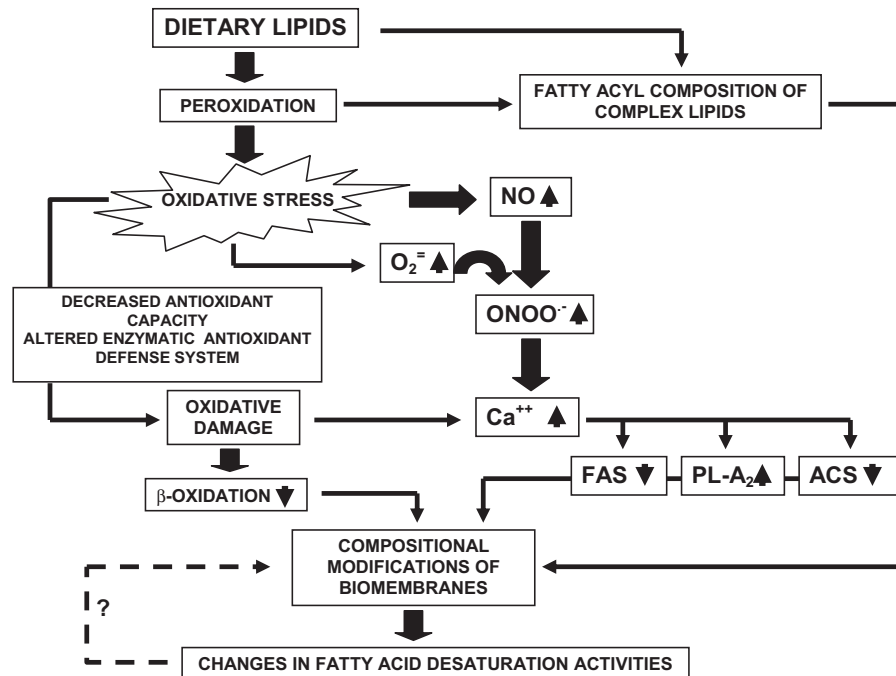 DIETARY LIPIDS
PEROXIDATION
FATTY ACYL COMPOSITION OF
COMPLEX LIPIDS
OXIDATIVE STRESS
NO
O₂⁼
ONOO·⁻
DECREASED ANTIOXIDANT
CAPACITY
ALTERED ENZYMATIC ANTIOXIDANT
DEFENSE SYSTEM
OXIDATIVE
DAMAGE
Ca⁺⁺
FAS
PL-A₂
ACS
β-OXIDATION
COMPOSITIONAL
MODIFICATIONS OF
BIOMEMBRANES
?
CHANGES IN FATTY ACID DESATURATION ACTIVITIES